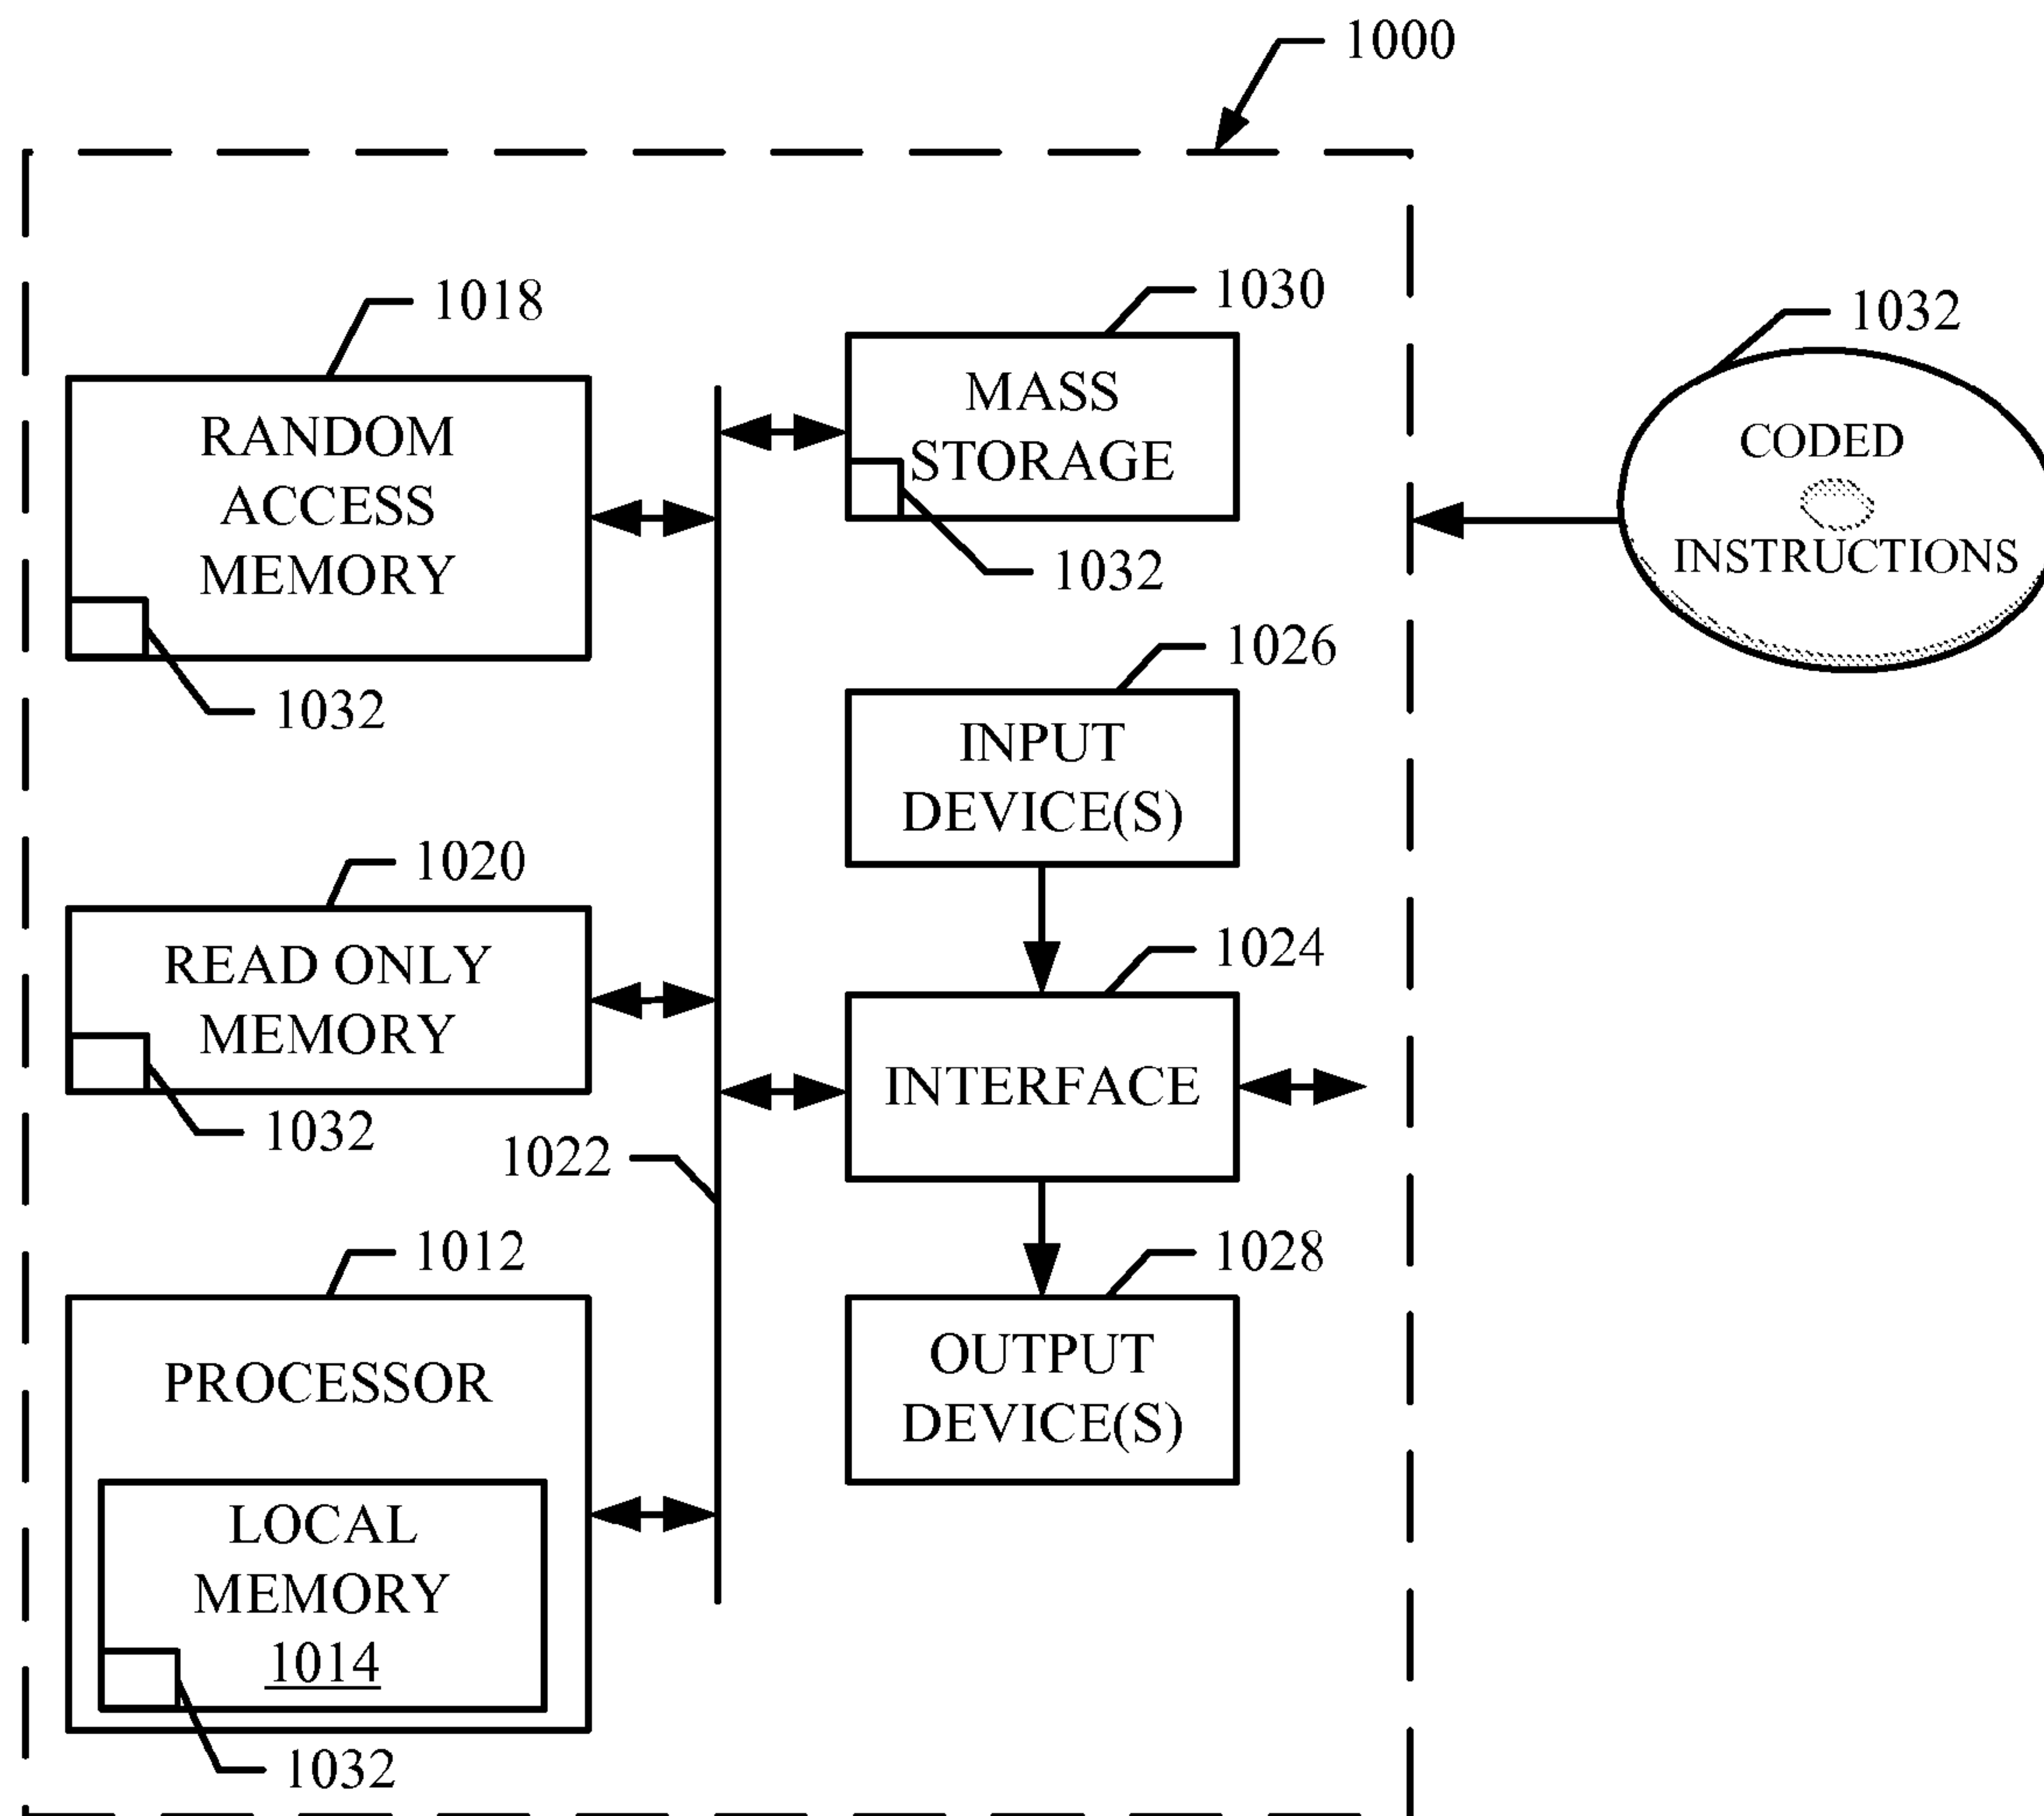 1000
1018
RANDOM
ACCESS
MEMORY
1032
1030
MASS
STORAGE
1032
1032
CODED
INSTRUCTIONS
1026
INPUT
DEVICE(S)
1020
READ ONLY
MEMORY
1032
1024
INTERFACE
1022
1012
PROCESSOR
LOCAL
MEMORY
1014
1032
1028
OUTPUT
DEVICE(S)